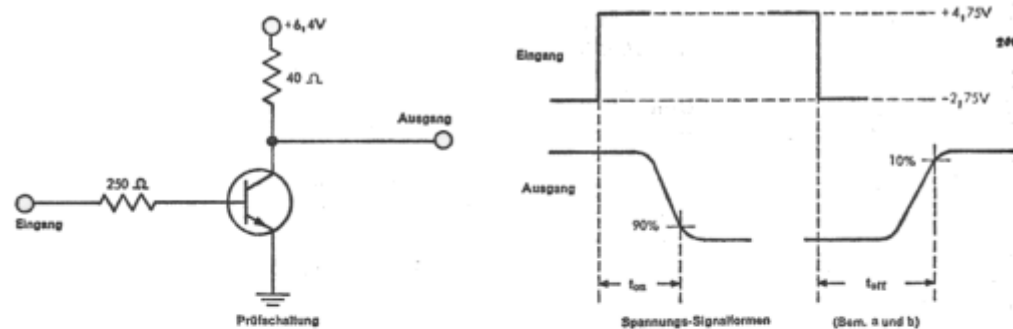 +6,4V
40 Ω
Ausgang
250 Ω
Eingang
Prüfschaltung
+4,75V
Eingang
-2,75V
Ausgang
10%
90%
ton
toff
Spannungs-Signalformen
(Bem. a und b)